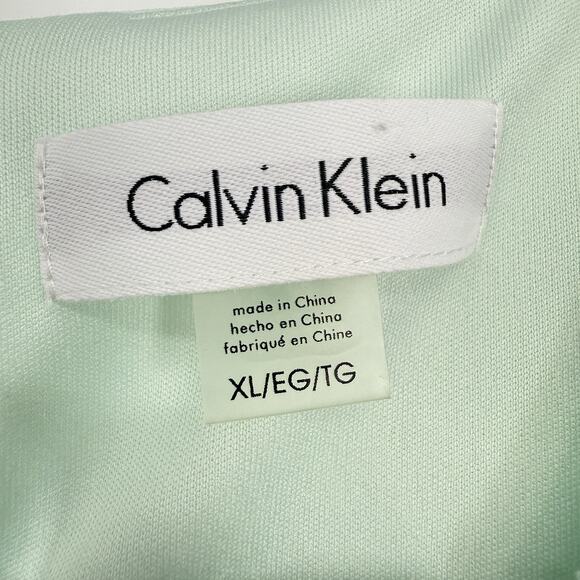 Calvin Klein
made in China
hecho en China
fabriqué en Chine
XL/EG/TG